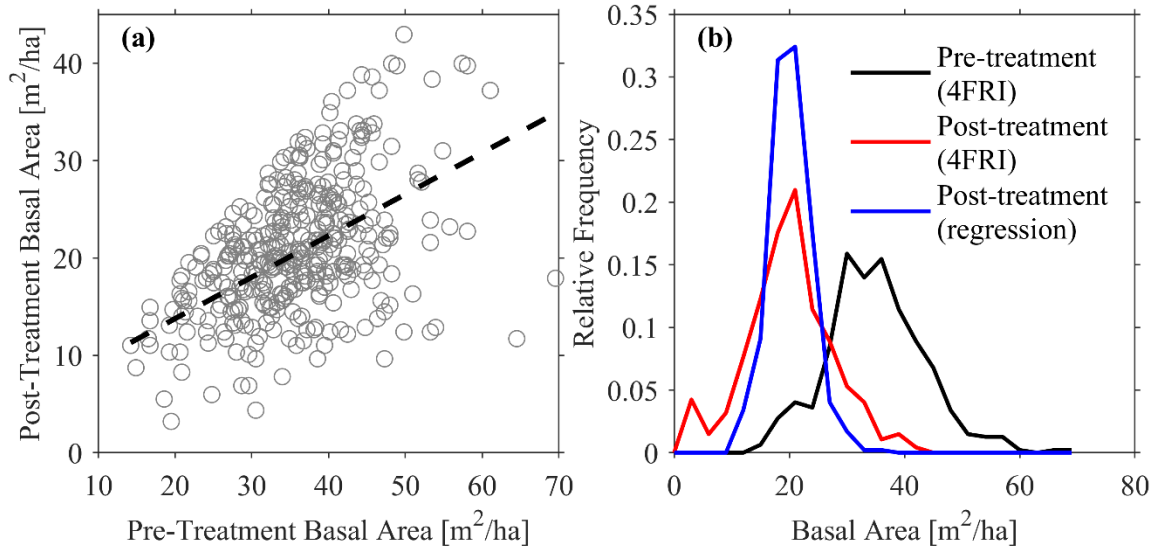 (a)
Post-Treatment Basal Area [m²/ha]
40
30
20
10
0
10 20 30 40 50 60 70
Pre-Treatment Basal Area [m²/ha]
(b)
Relative Frequency
0.35
0.3
0.25
0.2
0.15
0.1
0.05
0
0 20 40 60 80
Basal Area [m²/ha]
Pre-treatment
(4FRI)
Post-treatment
(4FRI)
Post-treatment
(regression)